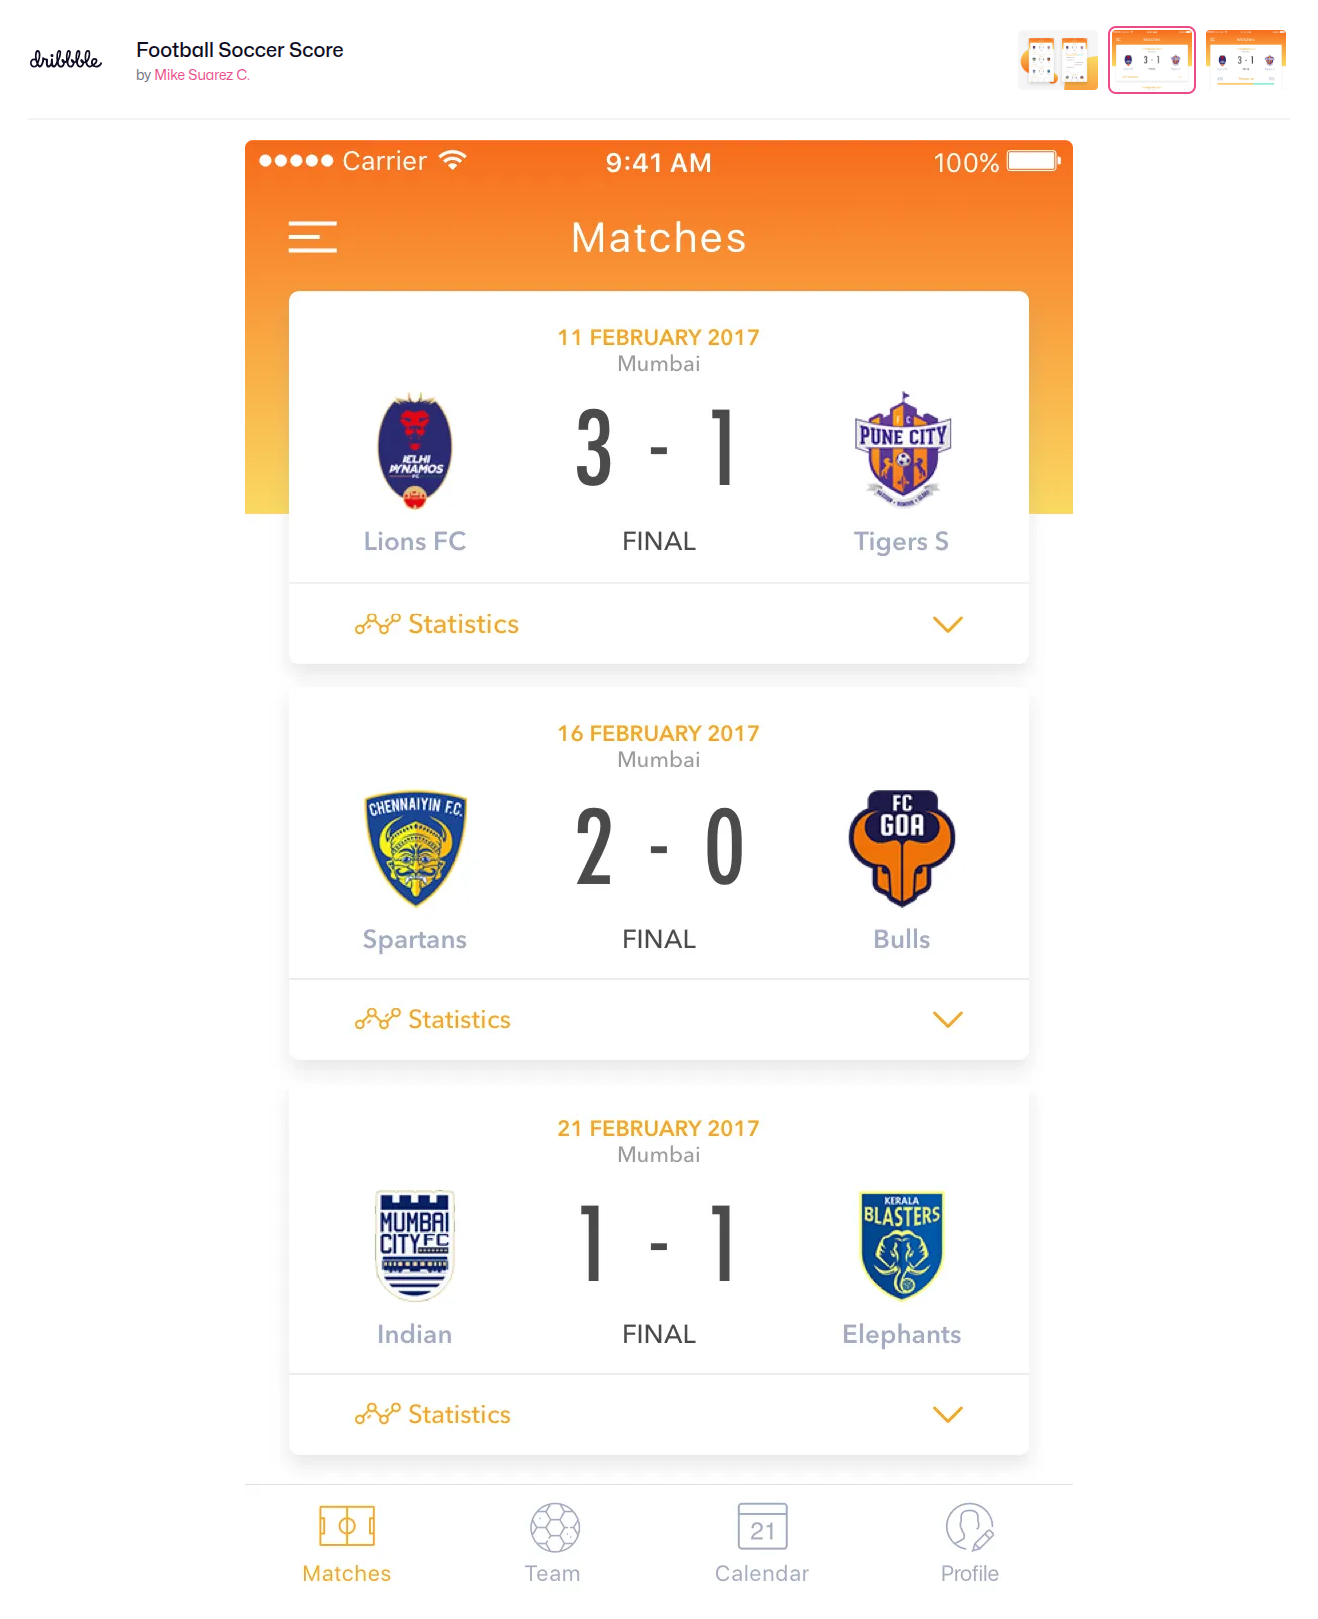 dribbble
Football Soccer Score
by Mike Suarez C.
Carrier
9:41 AM
100%
Matches
11 FEBRUARY 2017
Mumbai
3 - 1
PUNE CITY
Lions FC
FINAL
Tigers S
Statistics
16 FEBRUARY 2017
Mumbai
CHENNAIYIN F.C.
2 - 0
FC
GOA
Spartans
FINAL
Bulls
Statistics
21 FEBRUARY 2017
Mumbai
MUMBAI
CITY FC
1 - 1
KERALA
BLASTERS
Indian
FINAL
Elephants
Statistics
Matches
Team
21
Calendar
Profile